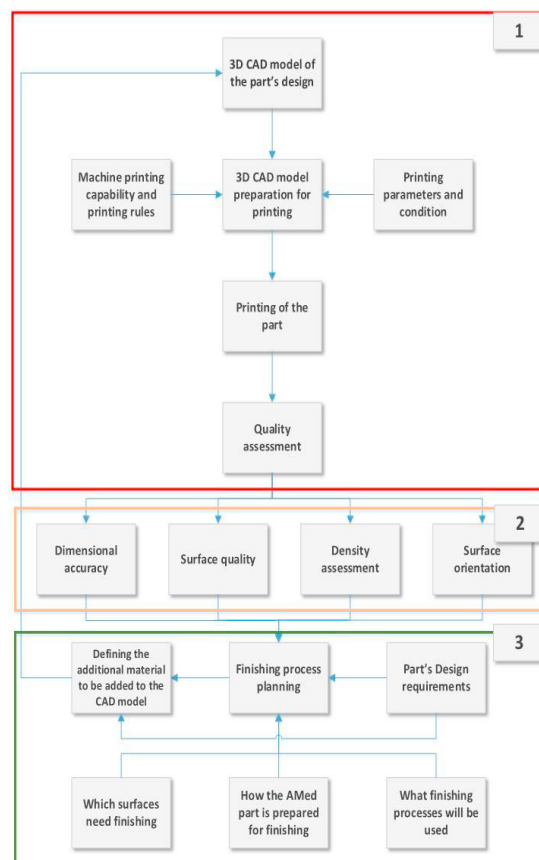 1
3D CAD model of
the part's design
Machine printing
capability and
printing rules
3D CAD model
preparation for
printing
Printing
parameters and
condition
Printing of the
part
Quality
assessment
2
Dimensional
accuracy
Surface quality
Density
assessment
Surface
orientation
3
Defining the
additional material
to be added to the
CAD model
Finishing process
planning
Part's Design
requirements
Which surfaces
need finishing
How the AMed
part is prepared
for finishing
What finishing
processes will be
used